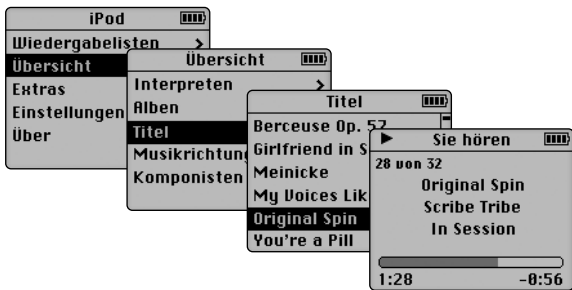 iPod
Wiedergabelisten >
Übersicht
Extras
Einstellungen
Über
Übersicht
Interpreten >
Alben
Titel
Musikrichtung
Komponisten
Titel
Berceuse Op. 57
Girlfriend in S
Meinicke
My Voices Lik
Original Spin
You're a Pill
Sie hören
28 von 32
Original Spin
Scribe Tribe
In Session
1:28 -0:56